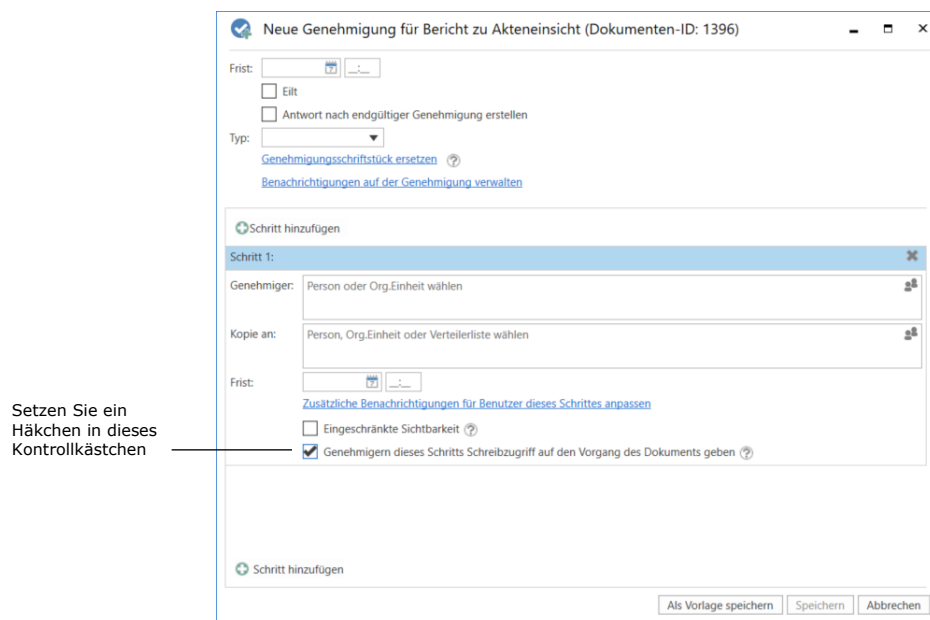 Neue Genehmigung für Bericht zu Akteneinsicht (Dokumenten-ID: 1396)
Frist:
__:__
Eilt
Antwort nach endgültiger Genehmigung erstellen
Typ:
Genehmigungsschriftstück ersetzen
Benachrichtigungen auf der Genehmigung verwalten
Schritt hinzufügen
Schritt 1:
Genehmiger: Person oder Org.Einheit wählen
Kopie an: Person, Org.Einheit oder Verteilerliste wählen
Frist:
__:__
Zusätzliche Benachrichtigungen für Benutzer dieses Schrittes anpassen
Eingeschränkte Sichtbarkeit
Genehmigern dieses Schritts Schreibzugriff auf den Vorgang des Dokuments geben
Setzen Sie ein
Häkchen in dieses
Kontrollkästchen
Schritt hinzufügen
Als Vorlage speichern Speichern Abbrechen